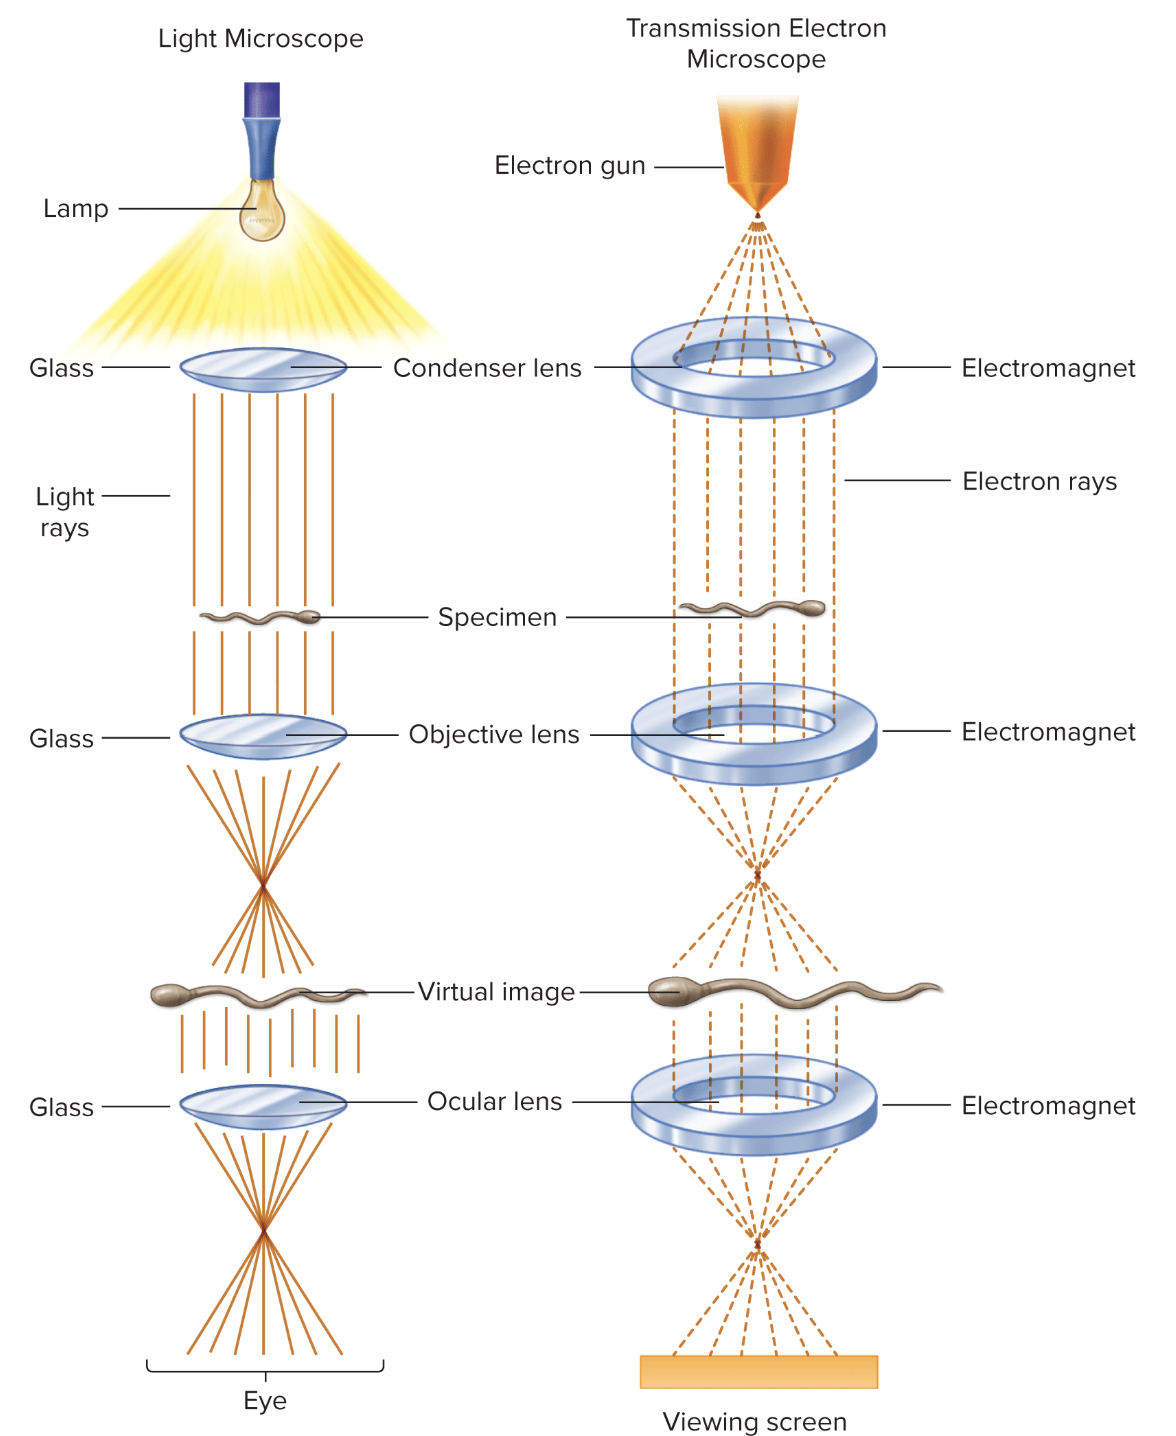 Light Microscope
Transmission Electron
Microscope
Electron gun
Lamp
Glass
Condenser lens
Electromagnet
Light
rays
Electron rays
Specimen
Glass
Objective lens
Electromagnet
Virtual image
Glass
Ocular lens
Electromagnet
Eye
Viewing screen